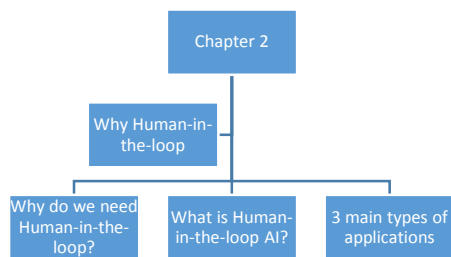 Chapter 2
Why Human-in-
the-loop
Why do we need
Human-in-the-
loop?
What is Human-
in-the-loop AI?
3 main types of
applications